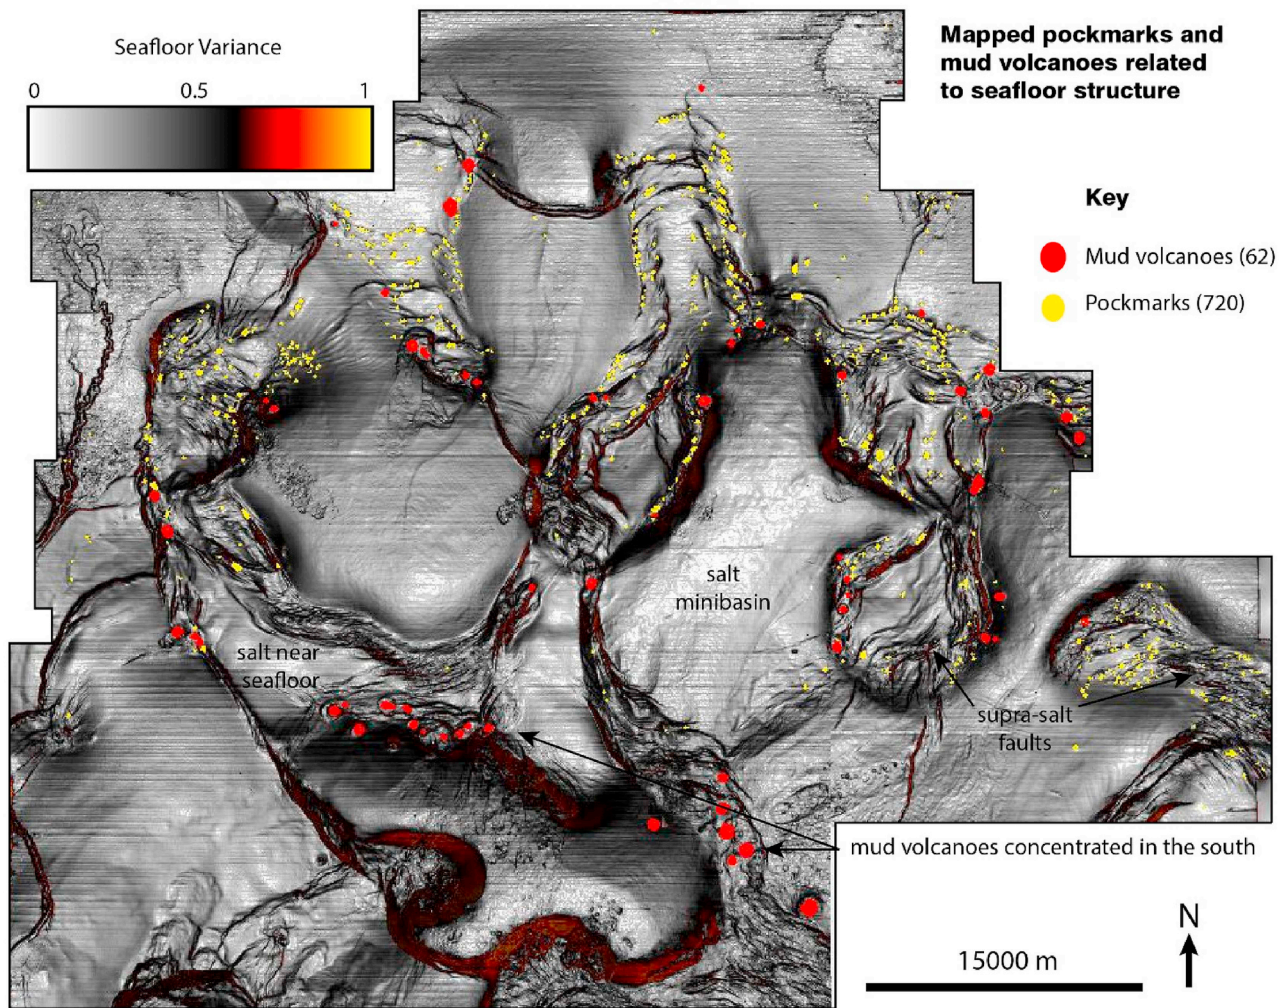 Seafloor Variance
0 0.5 1
Mapped pockmarks and
mud volcanoes related
to seafloor structure
Key
Mud volcanoes (62)
Pockmarks (720)
salt
minibasin
salt near
seafloor
supra-salt
faults
mud volcanoes concentrated in the south
N
15000 m